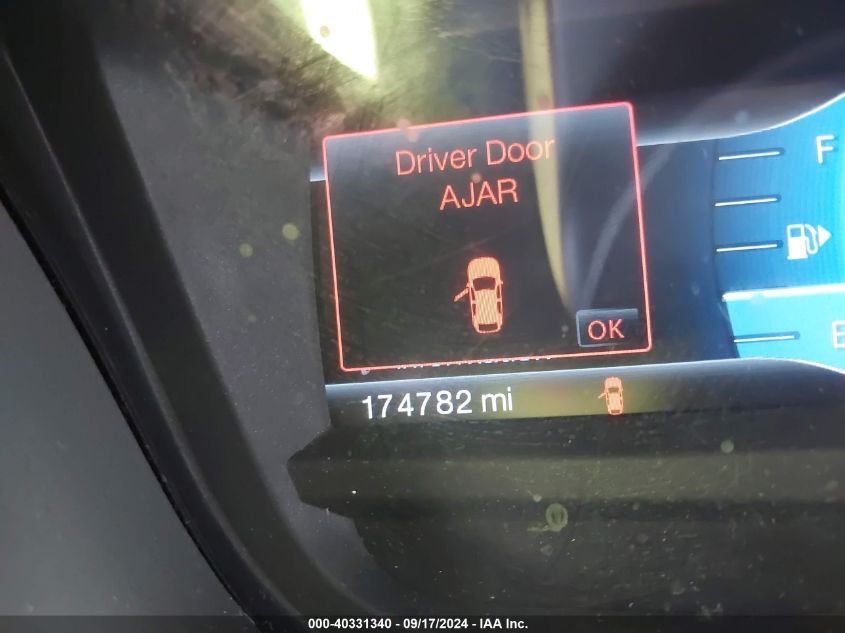 Driver Door
AJAR
OK
F
E
174782 mi
000-40331340 - 09/17/2024 - IAA Inc.